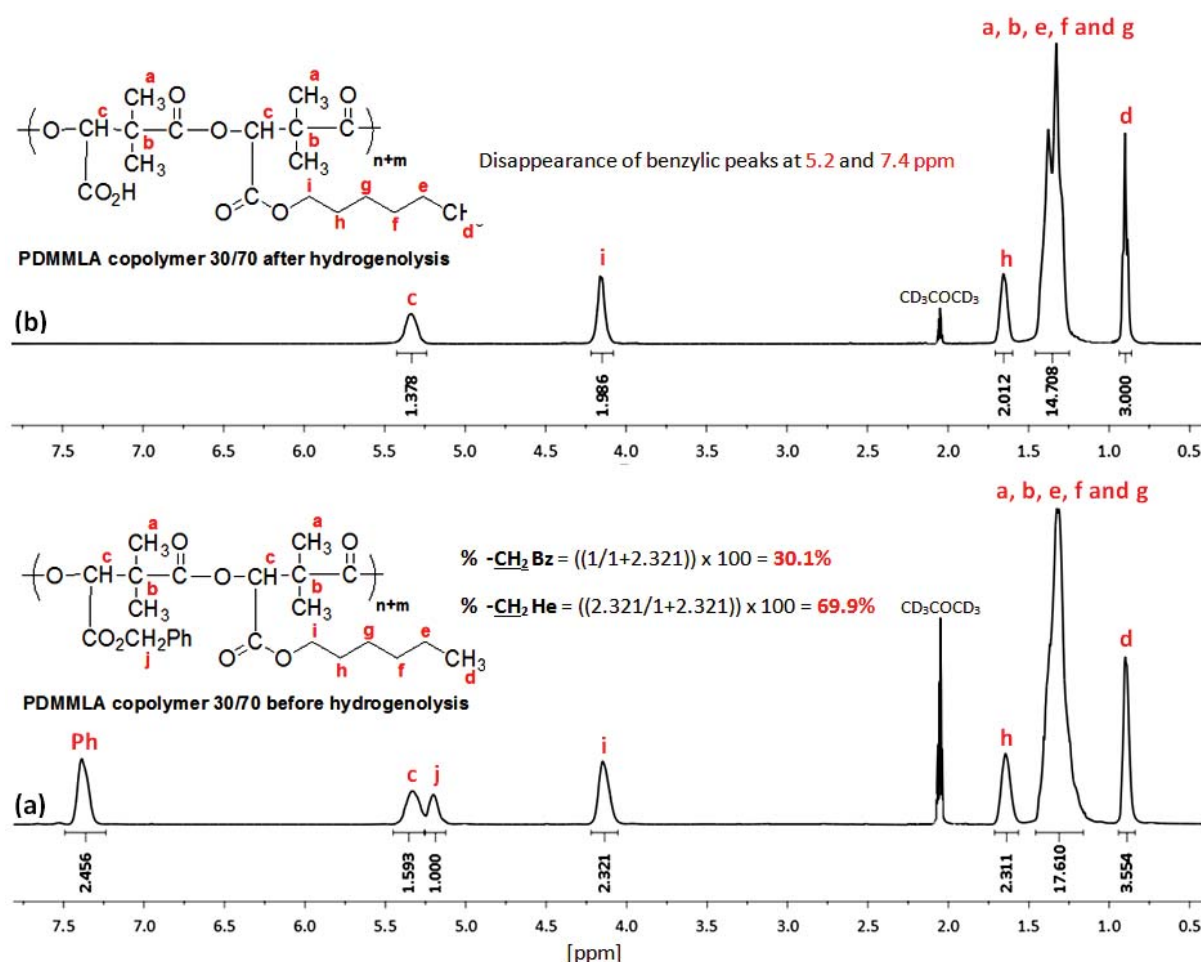 a, b, e, f and g
a
a
CH3
O
CH3
O
c
c
d
O
CH
O
CH
b
b
CH3
CH3
n+m
Disappearance of benzylic peaks at 5.2 and 7.4 ppm
CO2H
O
O
i
g
e
h
f
d
PDMMLA copolymer 30/70 after hydrogenolysis
i
h
c
CD3COCD3
(b)
1.378
1.986
2.012
14.708
3.000
7.5 7.0 6.5 6.0 5.5 5.0 4.5 4.0 3.5 3.0 2.5 2.0 1.5 1.0 0.5
a, b, e, f and g
a
a
CH3
O
CH3
O
c
c
% -CH2 Bz = ((1/1+2.321)) x 100 = 30.1%
O
CH
O
CH
b
b
CH3
CH3
n+m
% -CH2 He = ((2.321/1+2.321)) x 100 = 69.9%
CD3COCD3
CO2CH2Ph
j
O
O
i
g
e
CH3
h
f
d
d
PDMMLA copolymer 30/70 before hydrogenolysis
Ph
i
h
c
j
(a)
2.456
1.593
1.000
2.321
2.311
17.610
3.554
7.5 7.0 6.5 6.0 5.5 5.0 4.5 4.0 3.5 3.0 2.5 2.0 1.5 1.0 0.5
[ppm]